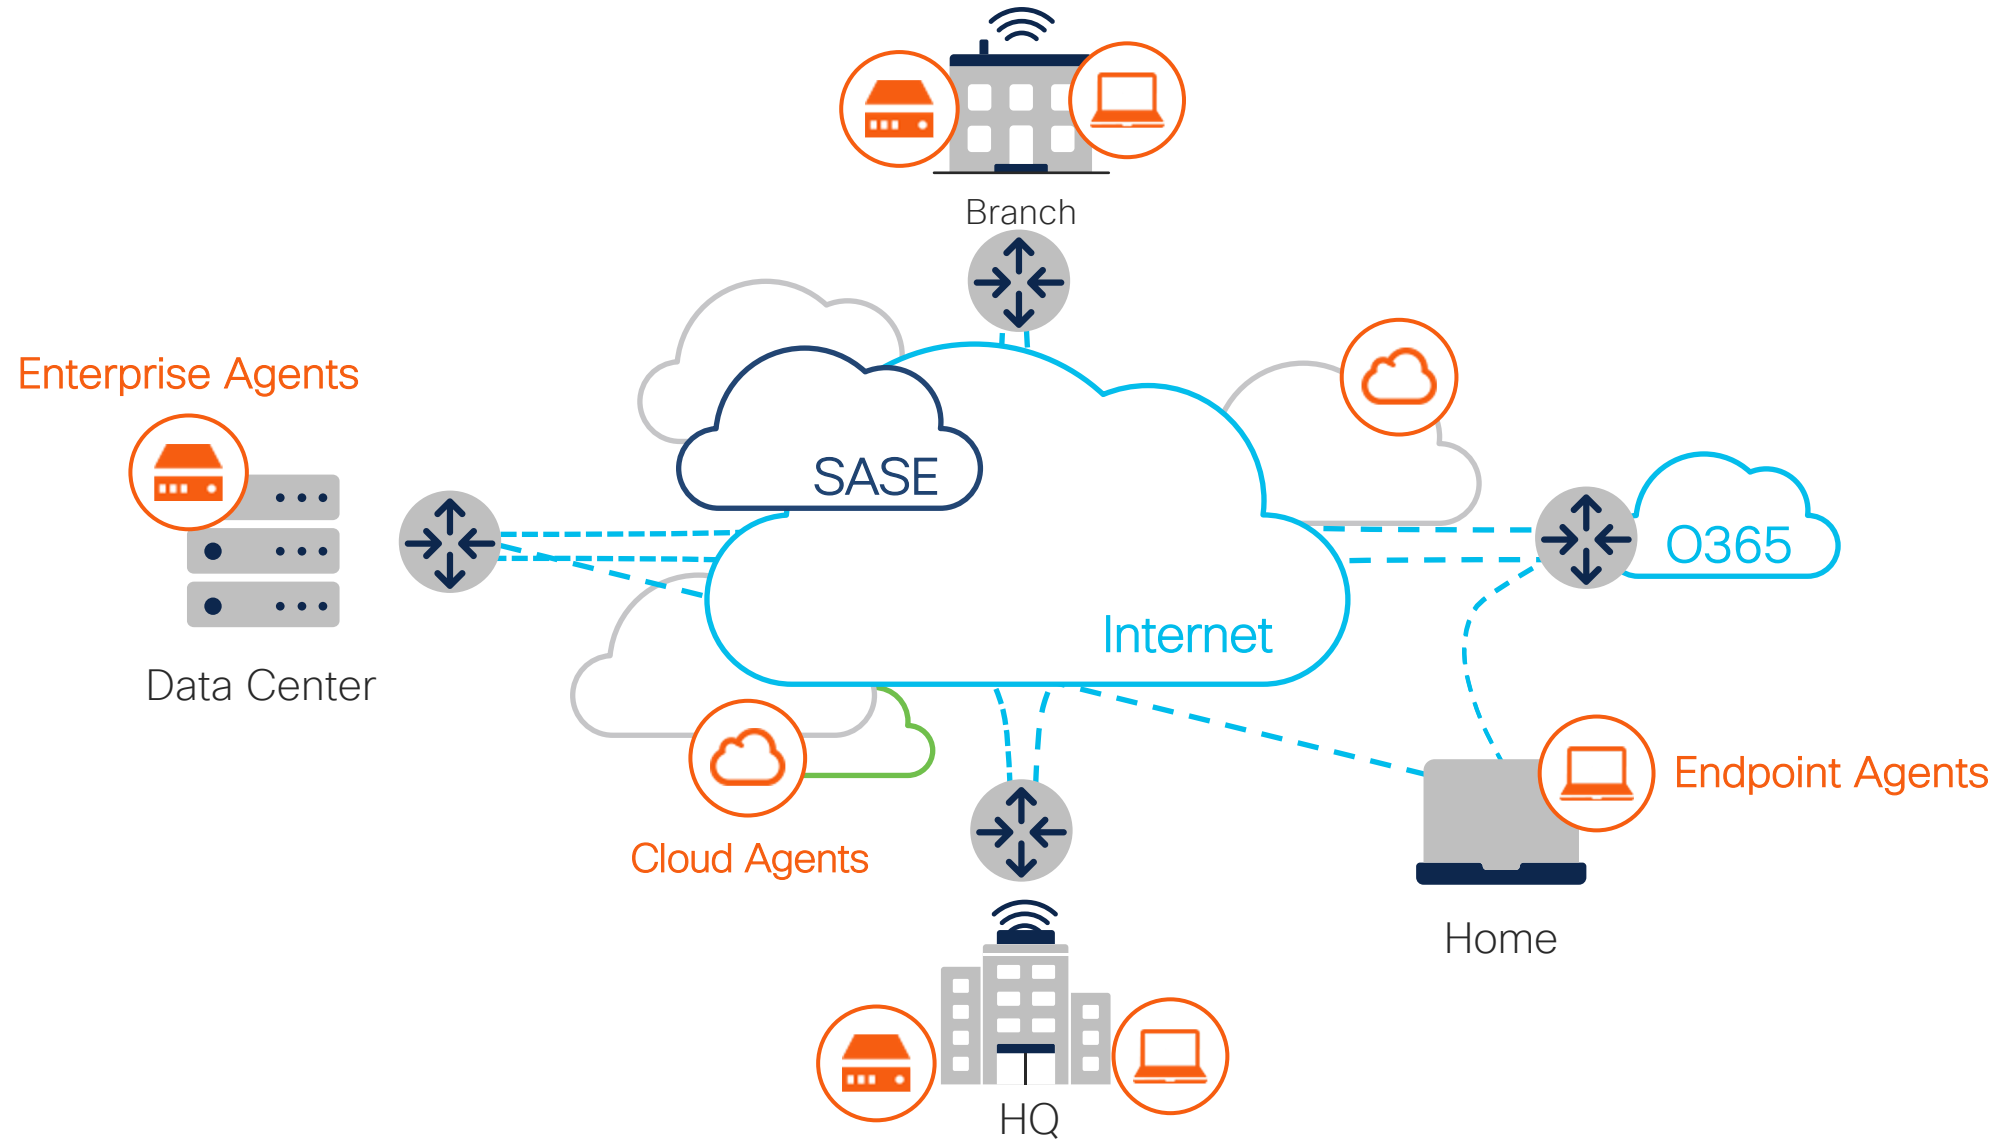 Branch
Enterprise Agents
SASE
O365
Internet
Data Center
Endpoint Agents
Cloud Agents
Home
HQ